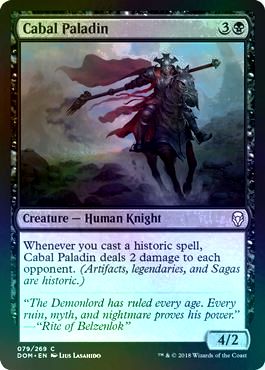 Cabal Paladin 3
Creature — Human Knight
Whenever you cast a historic spell,
Cabal Paladin deals 2 damage to each
opponent. (Artifacts, legendaries, and Sagas
are historic.)
“The Demonlord has ruled every age. Every
ruin, myth, and nightmare proves his power.”
—“Rite of Belzenlok”
4/2
079/269 C
DOM • EN Lius Lasahido
™ & © 2018 Wizards of the Coast